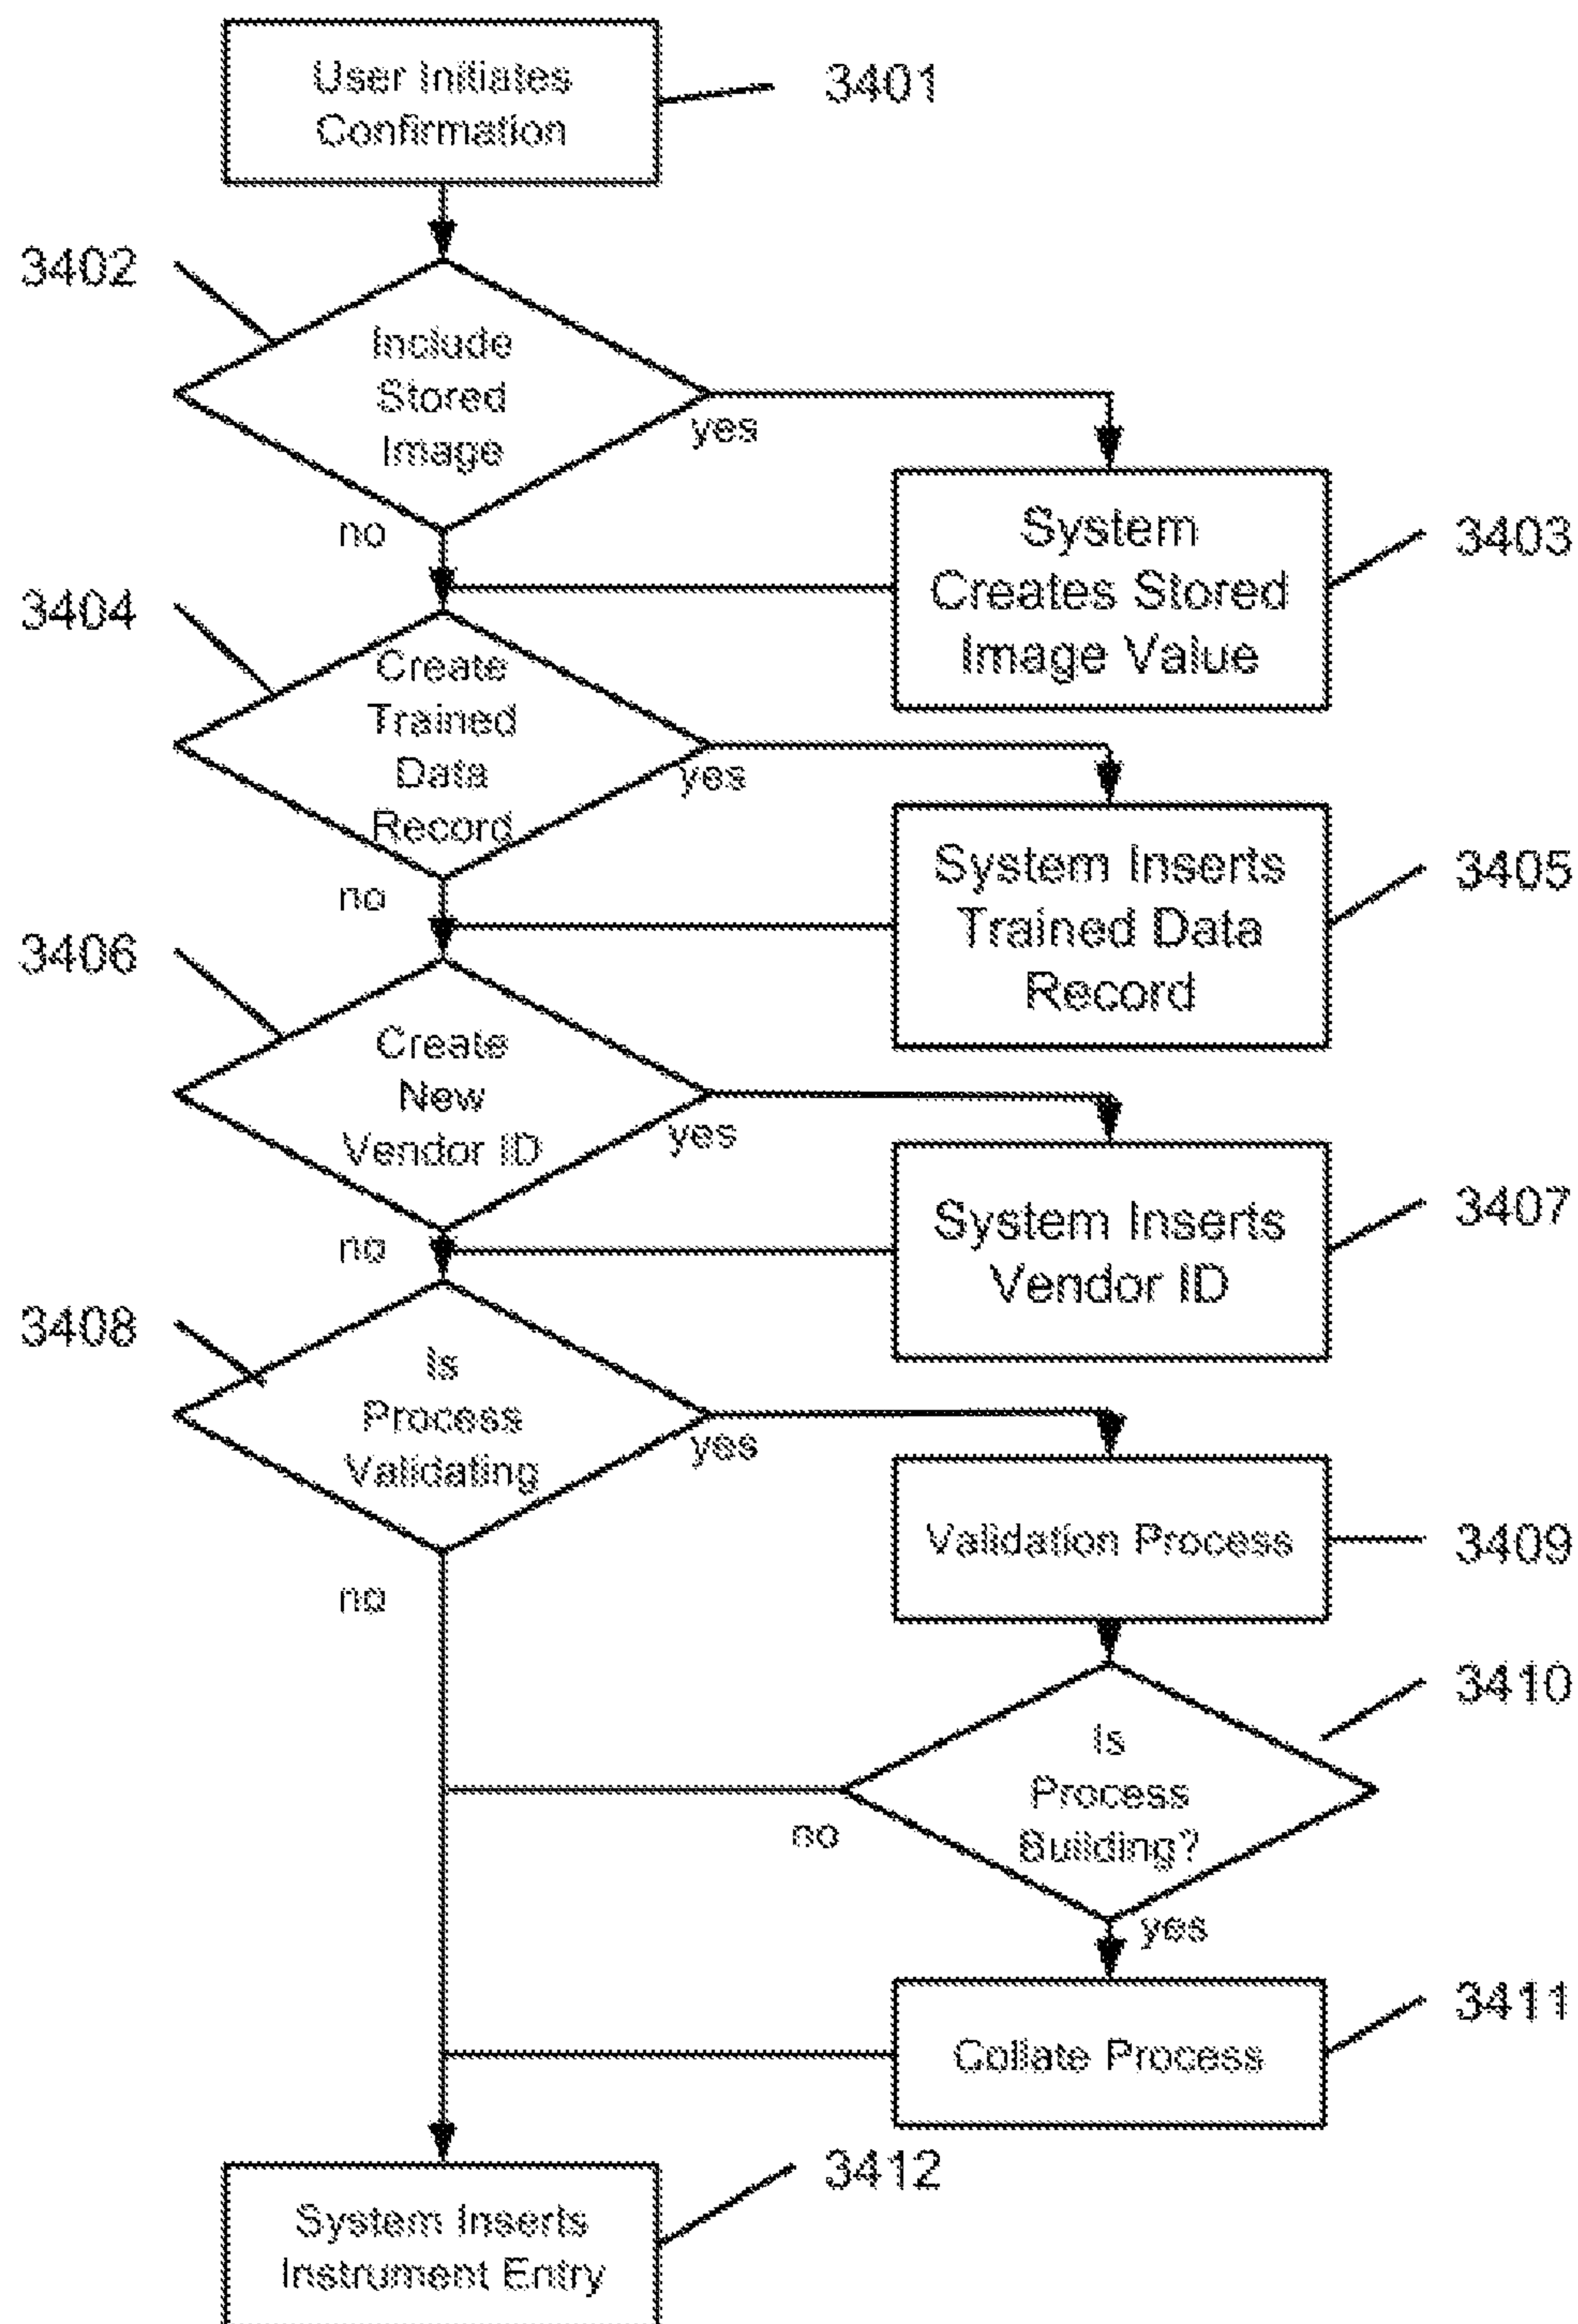 User Initiates
Confirmation
3401
3402
Include
Stored
Image
yes
no
System
Creates Stored
Image Value
3403
3404
Create
Trained
Data
Record
yes
no
System Inserts
Trained Data
Record
3405
3406
Create
New
Vendor ID
yes
no
System Inserts
Vendor ID
3407
3408
Is
Process
Validating
yes
no
Validation Process
3409
3410
Is
Process
Building?
no
yes
Collate Process
3411
3412
System Inserts
Instrument Entry